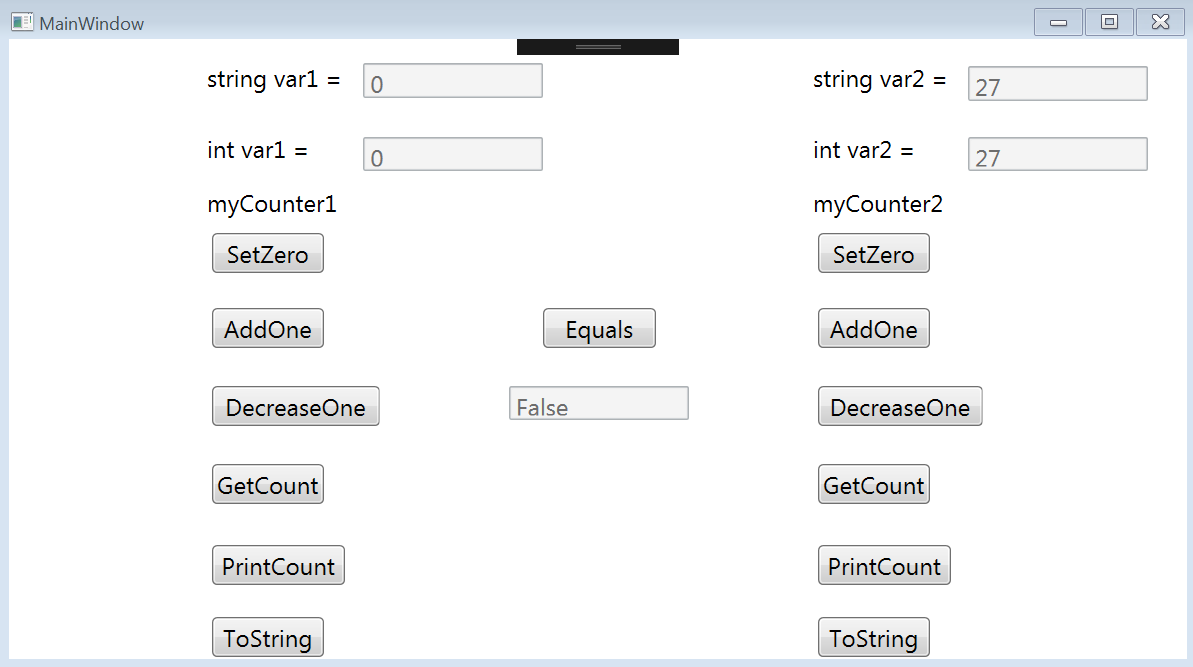 MainWindow
string var1 = 0
string var2 = 27
int var1 = 0
int var2 = 27
myCounter1
myCounter2
SetZero
SetZero
AddOne
Equals
AddOne
DecreaseOne
False
DecreaseOne
GetCount
GetCount
PrintCount
PrintCount
ToString
ToString